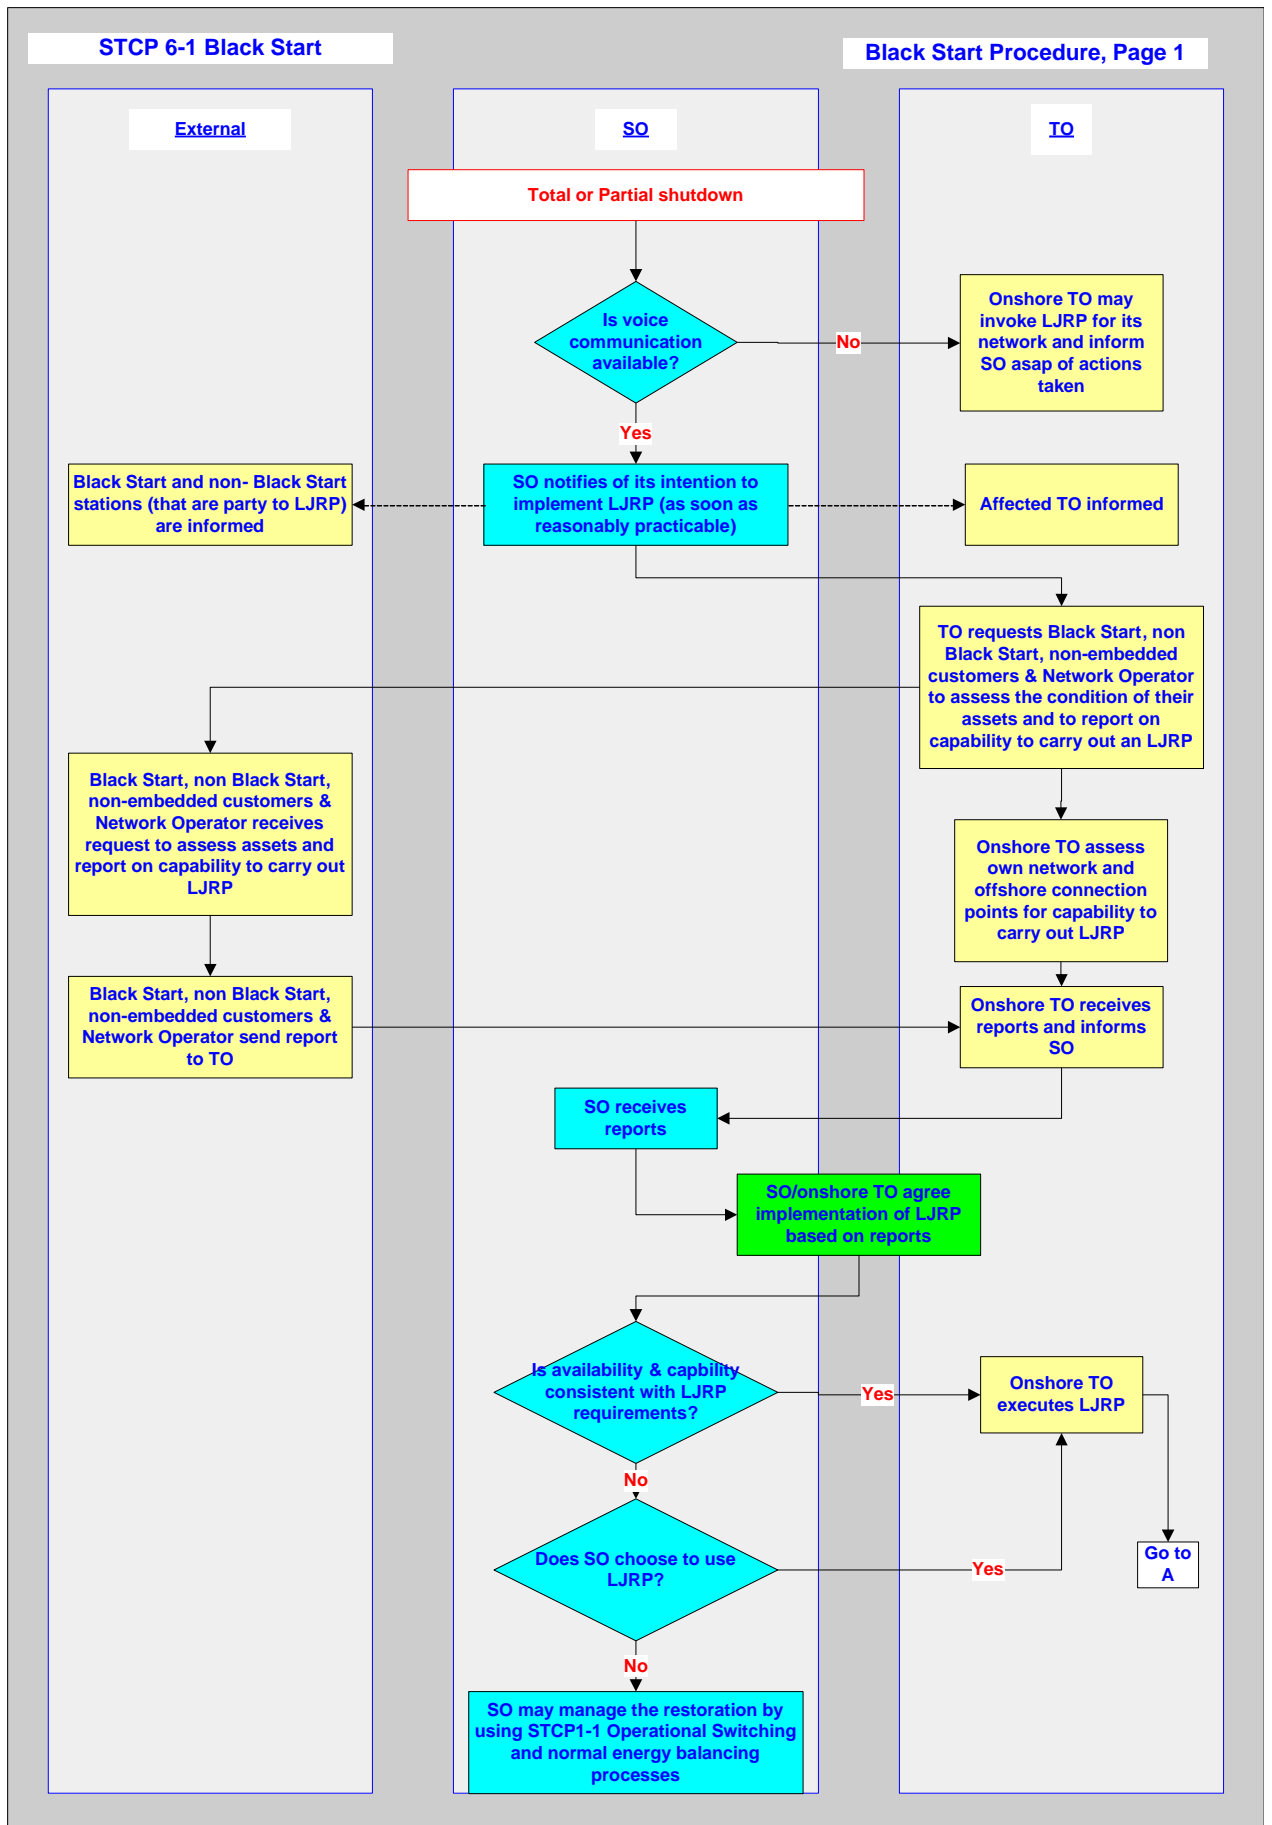 STCP 6-1 Black Start
Black Start Procedure, Page 1
External
SO
TO
Total or Partial shutdown
Is voice
communication
available?
No
Onshore TO may
invoke LJRP for its
network and inform
SO asap of actions
taken
Yes
Black Start and non- Black Start
stations (that are party to LJRP)
are informed
SO notifies of its intention to
implement LJRP (as soon as
reasonably practicable)
Affected TO informed
TO requests Black Start, non
Black Start, non-embedded
customers & Network Operator
to assess the condition of their
assets and to report on
capability to carry out an LJRP
Black Start, non Black Start,
non-embedded customers &
Network Operator receives
request to assess assets and
report on capability to carry out
LJRP
Onshore TO assess
own network and
offshore connection
points for capability to
carry out LJRP
Black Start, non Black Start,
non-embedded customers &
Network Operator send report
to TO
Onshore TO receives
reports and informs
SO
SO receives
reports
SO/onshore TO agree
implementation of LJRP
based on reports
Is availability & capbility
consistent with LJRP
requirements?
Yes
Onshore TO
executes LJRP
No
Does SO choose to use
LJRP?
Yes
Go to
A
No
SO may manage the restoration by
using STCP1-1 Operational Switching
and normal energy balancing
processes